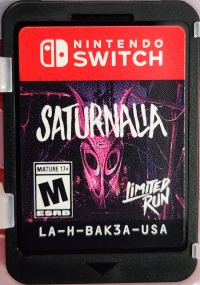 NINTENDO
SWITCH
SATURNALIA
MATURE 17+
M
ESRB
LIMITED
RUN
LA-H-BAK3A-USA